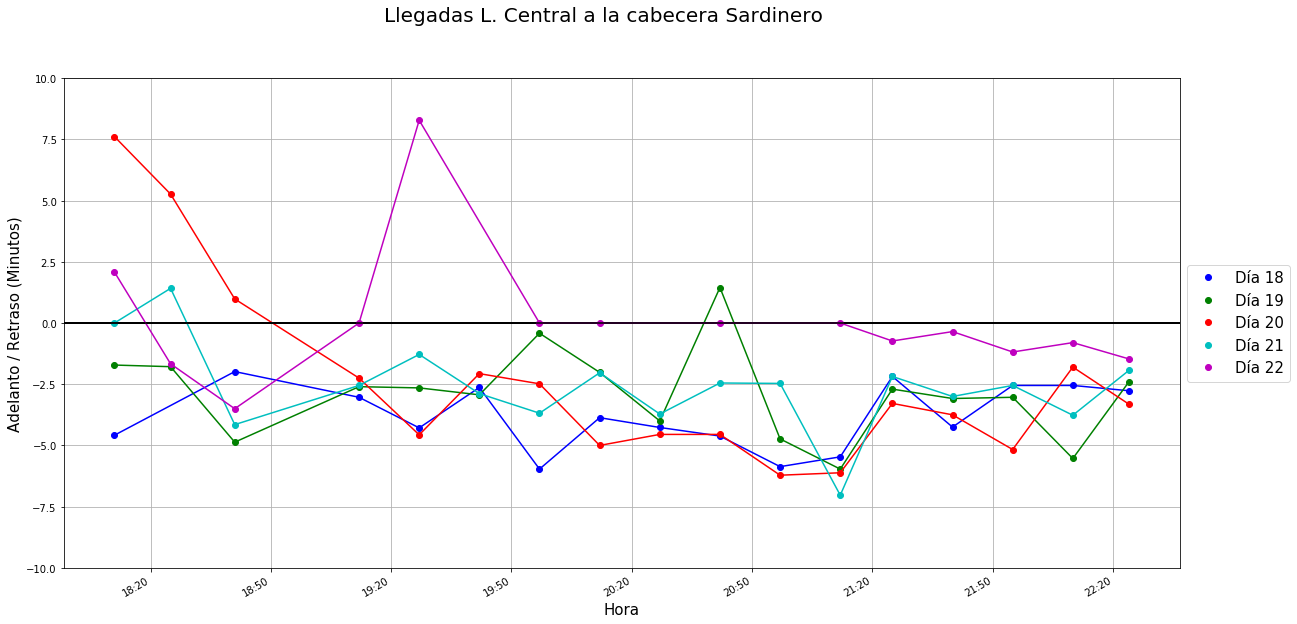 Llegadas L. Central a la cabecera Sardinero
Adelanto / Retraso (Minutos)
10.0
7.5
5.0
2.5
0.0
−2.5
−5.0
−7.5
−10.0
18:20
18:50
19:20
19:50
20:20
20:50
21:20
21:50
22:20
Hora
Día 18
Día 19
Día 20
Día 21
Día 22